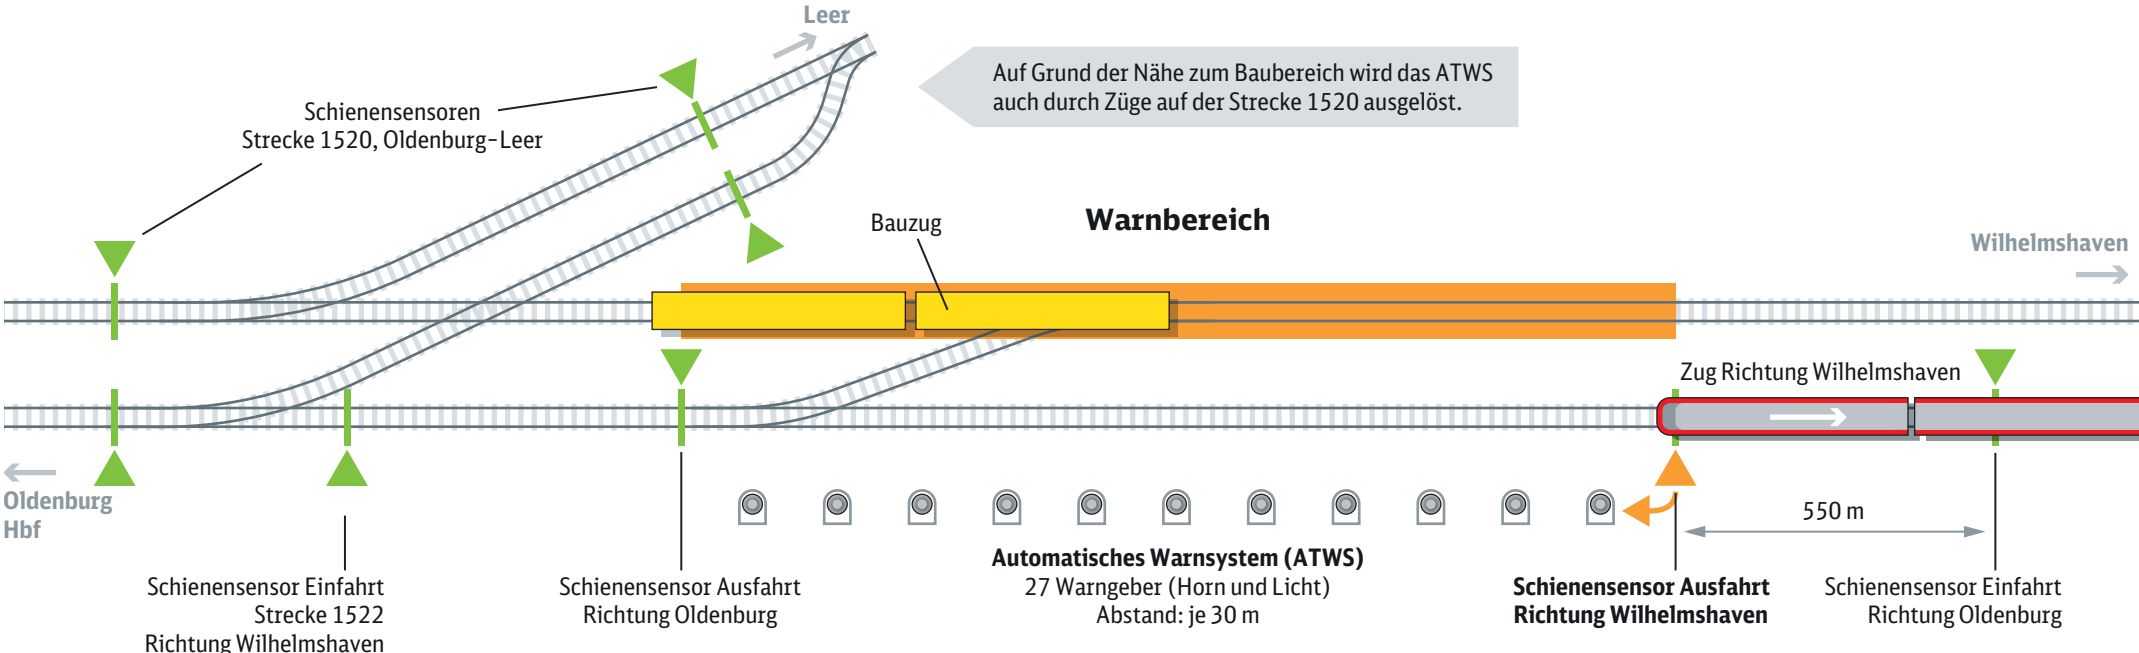 Leer
Auf Grund der Nähe zum Baubereich wird das ATWS
auch durch Züge auf der Strecke 1520 ausgelöst.
Schienensensoren
Strecke 1520, Oldenburg–Leer
Warnbereich
Bauzug
Wilhelmshaven
Zug Richtung Wilhelmshaven
Oldenburg
Hbf
550 m
Automatisches Warnsystem (ATWS)
27 Warngeber (Horn und Licht)
Abstand: je 30 m
Schienensensor Einfahrt
Strecke 1522
Richtung Wilhelmshaven
Schienensensor Ausfahrt
Richtung Oldenburg
Schienensensor Ausfahrt
Richtung Wilhelmshaven
Schienensensor Einfahrt
Richtung Oldenburg